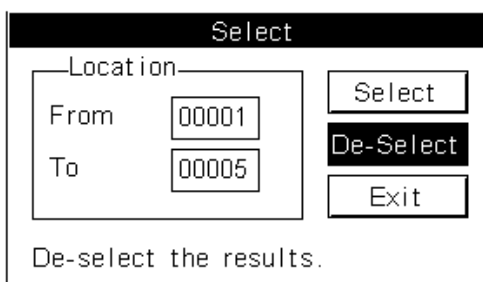 Select
Location
From 00001
To 00005
Select
De-Select
Exit
De-select the results.